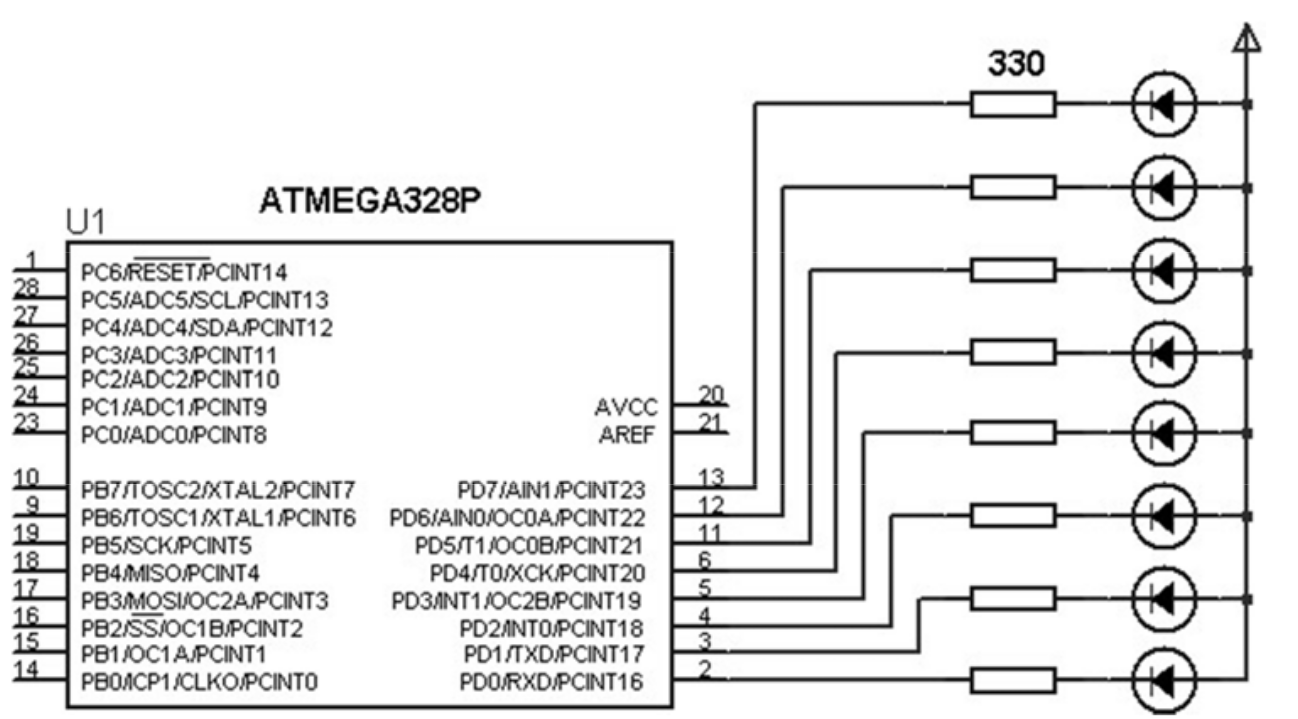 330
ATMEGA328P
U1
1 PC6/RESET/PCINT14
28 PC5/ADC5/SCL/PCINT13
27 PC4/ADC4/SDA/PCINT12
26 PC3/ADC3/PCINT11
25 PC2/ADC2/PCINT10
24 PC1/ADC1/PCINT9 AVCC 20
23 PC0/ADC0/PCINT8 AREF 21
10 PB7/TOSC2/XTAL2/PCINT7 PD7/AIN1/PCINT23 13
9 PB6/TOSC1/XTAL1/PCINT6 PD6/AIN0/OC0A/PCINT22 12
19 PB5/SCK/PCINT5 PD5/T1/OC0B/PCINT21 11
18 PB4/MISO/PCINT4 PD4/T0/XCK/PCINT20 6
17 PB3/MOSI/OC2A/PCINT3 PD3/INT1/OC2B/PCINT19 5
16 PB2/SS/OC1B/PCINT2 PD2/INT0/PCINT18 4
15 PB1/OC1A/PCINT1 PD1/TXD/PCINT17 3
14 PB0/ICP1/CLKO/PCINT0 PD0/RXD/PCINT16 2